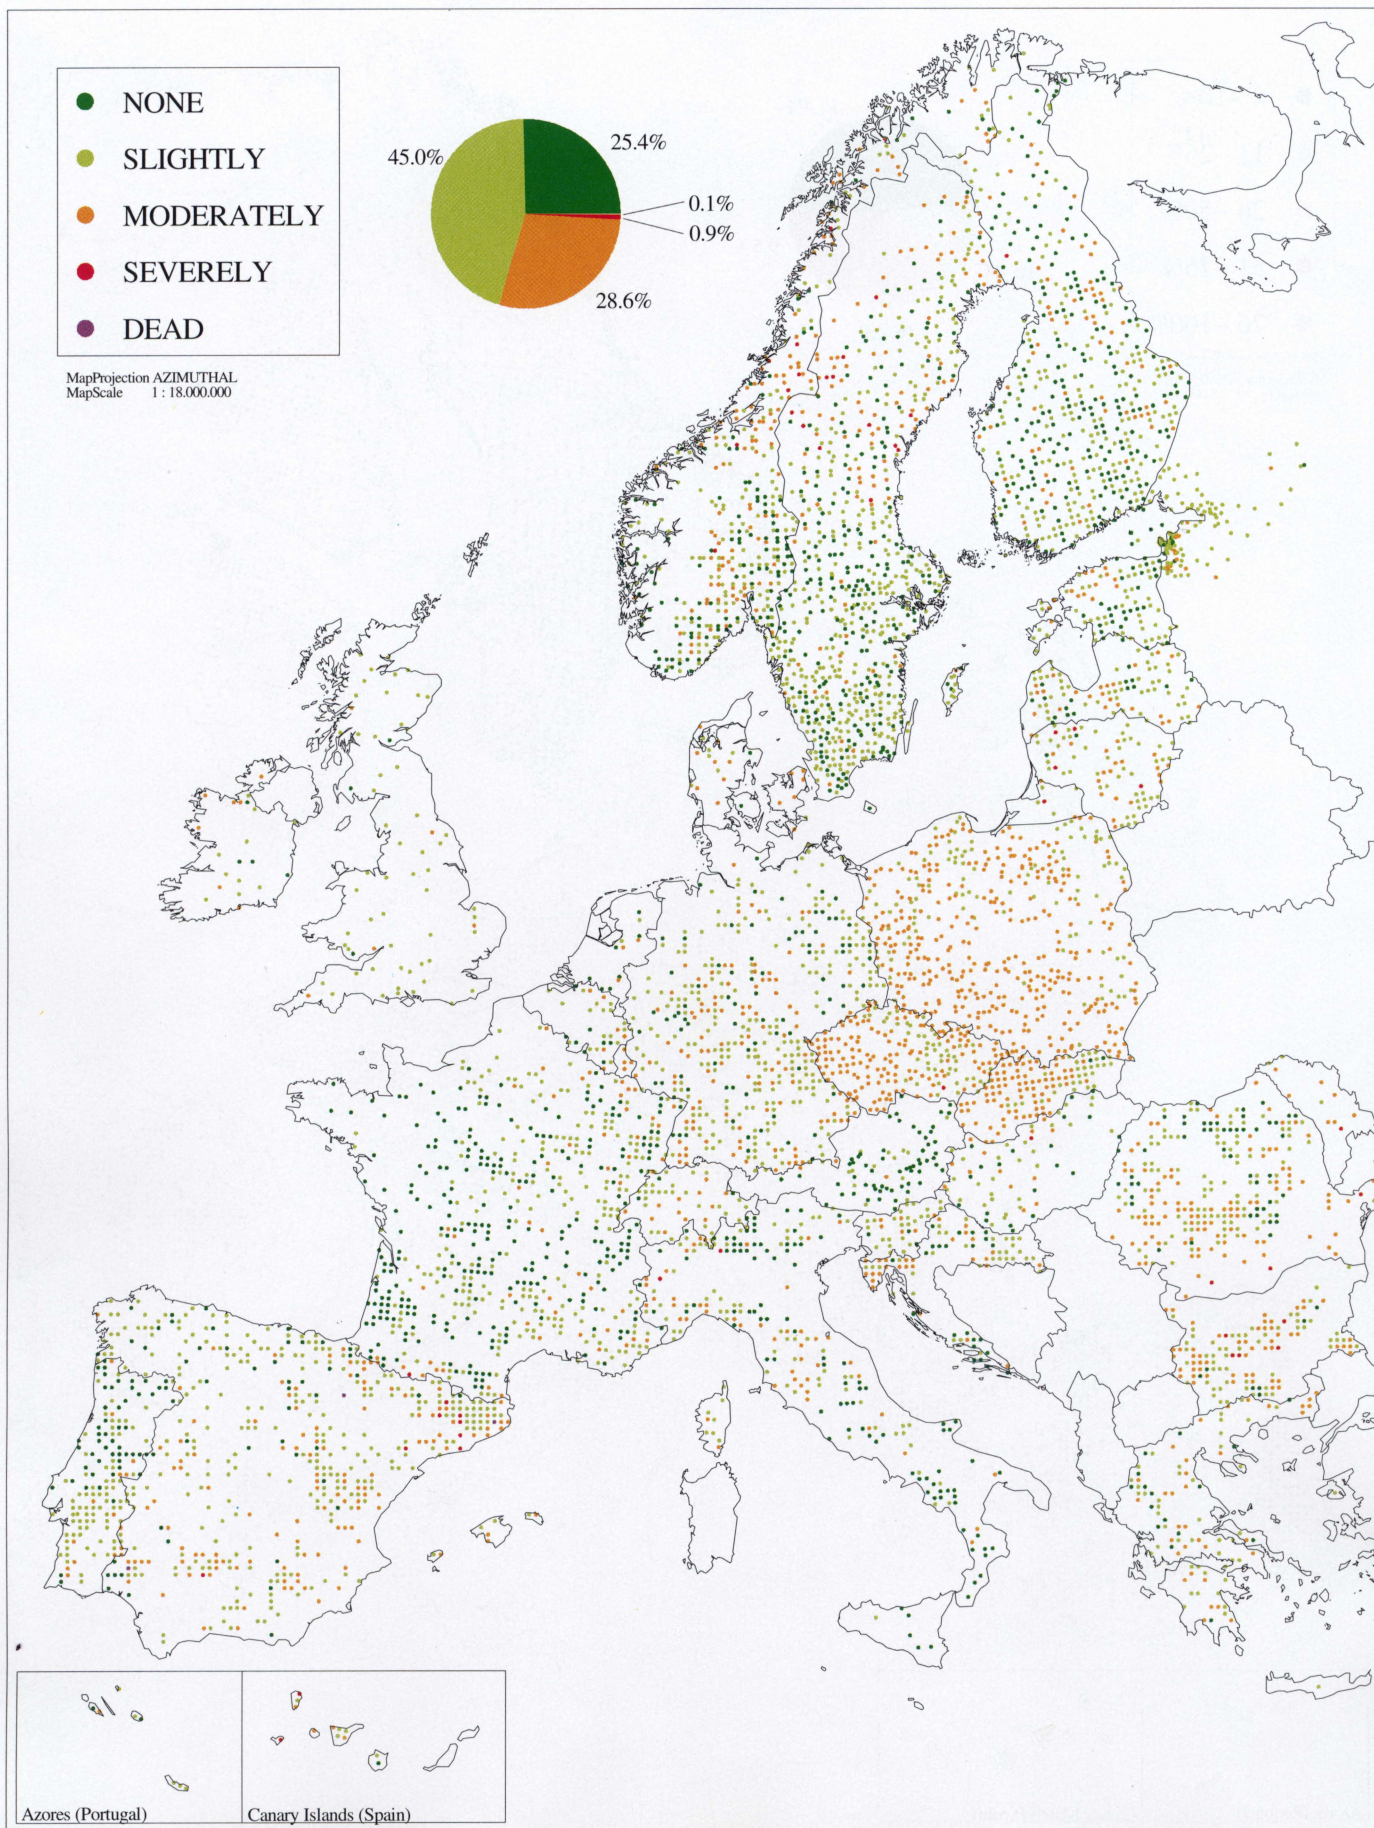 NONE
SLIGHTLY
MODERATELY
SEVERELY
DEAD
MapProjection AZIMUTHAL
MapScale 1 : 18.000.000
45.0%
25.4%
0.1%
0.9%
28.6%
Azores (Portugal)
Canary Islands (Spain)